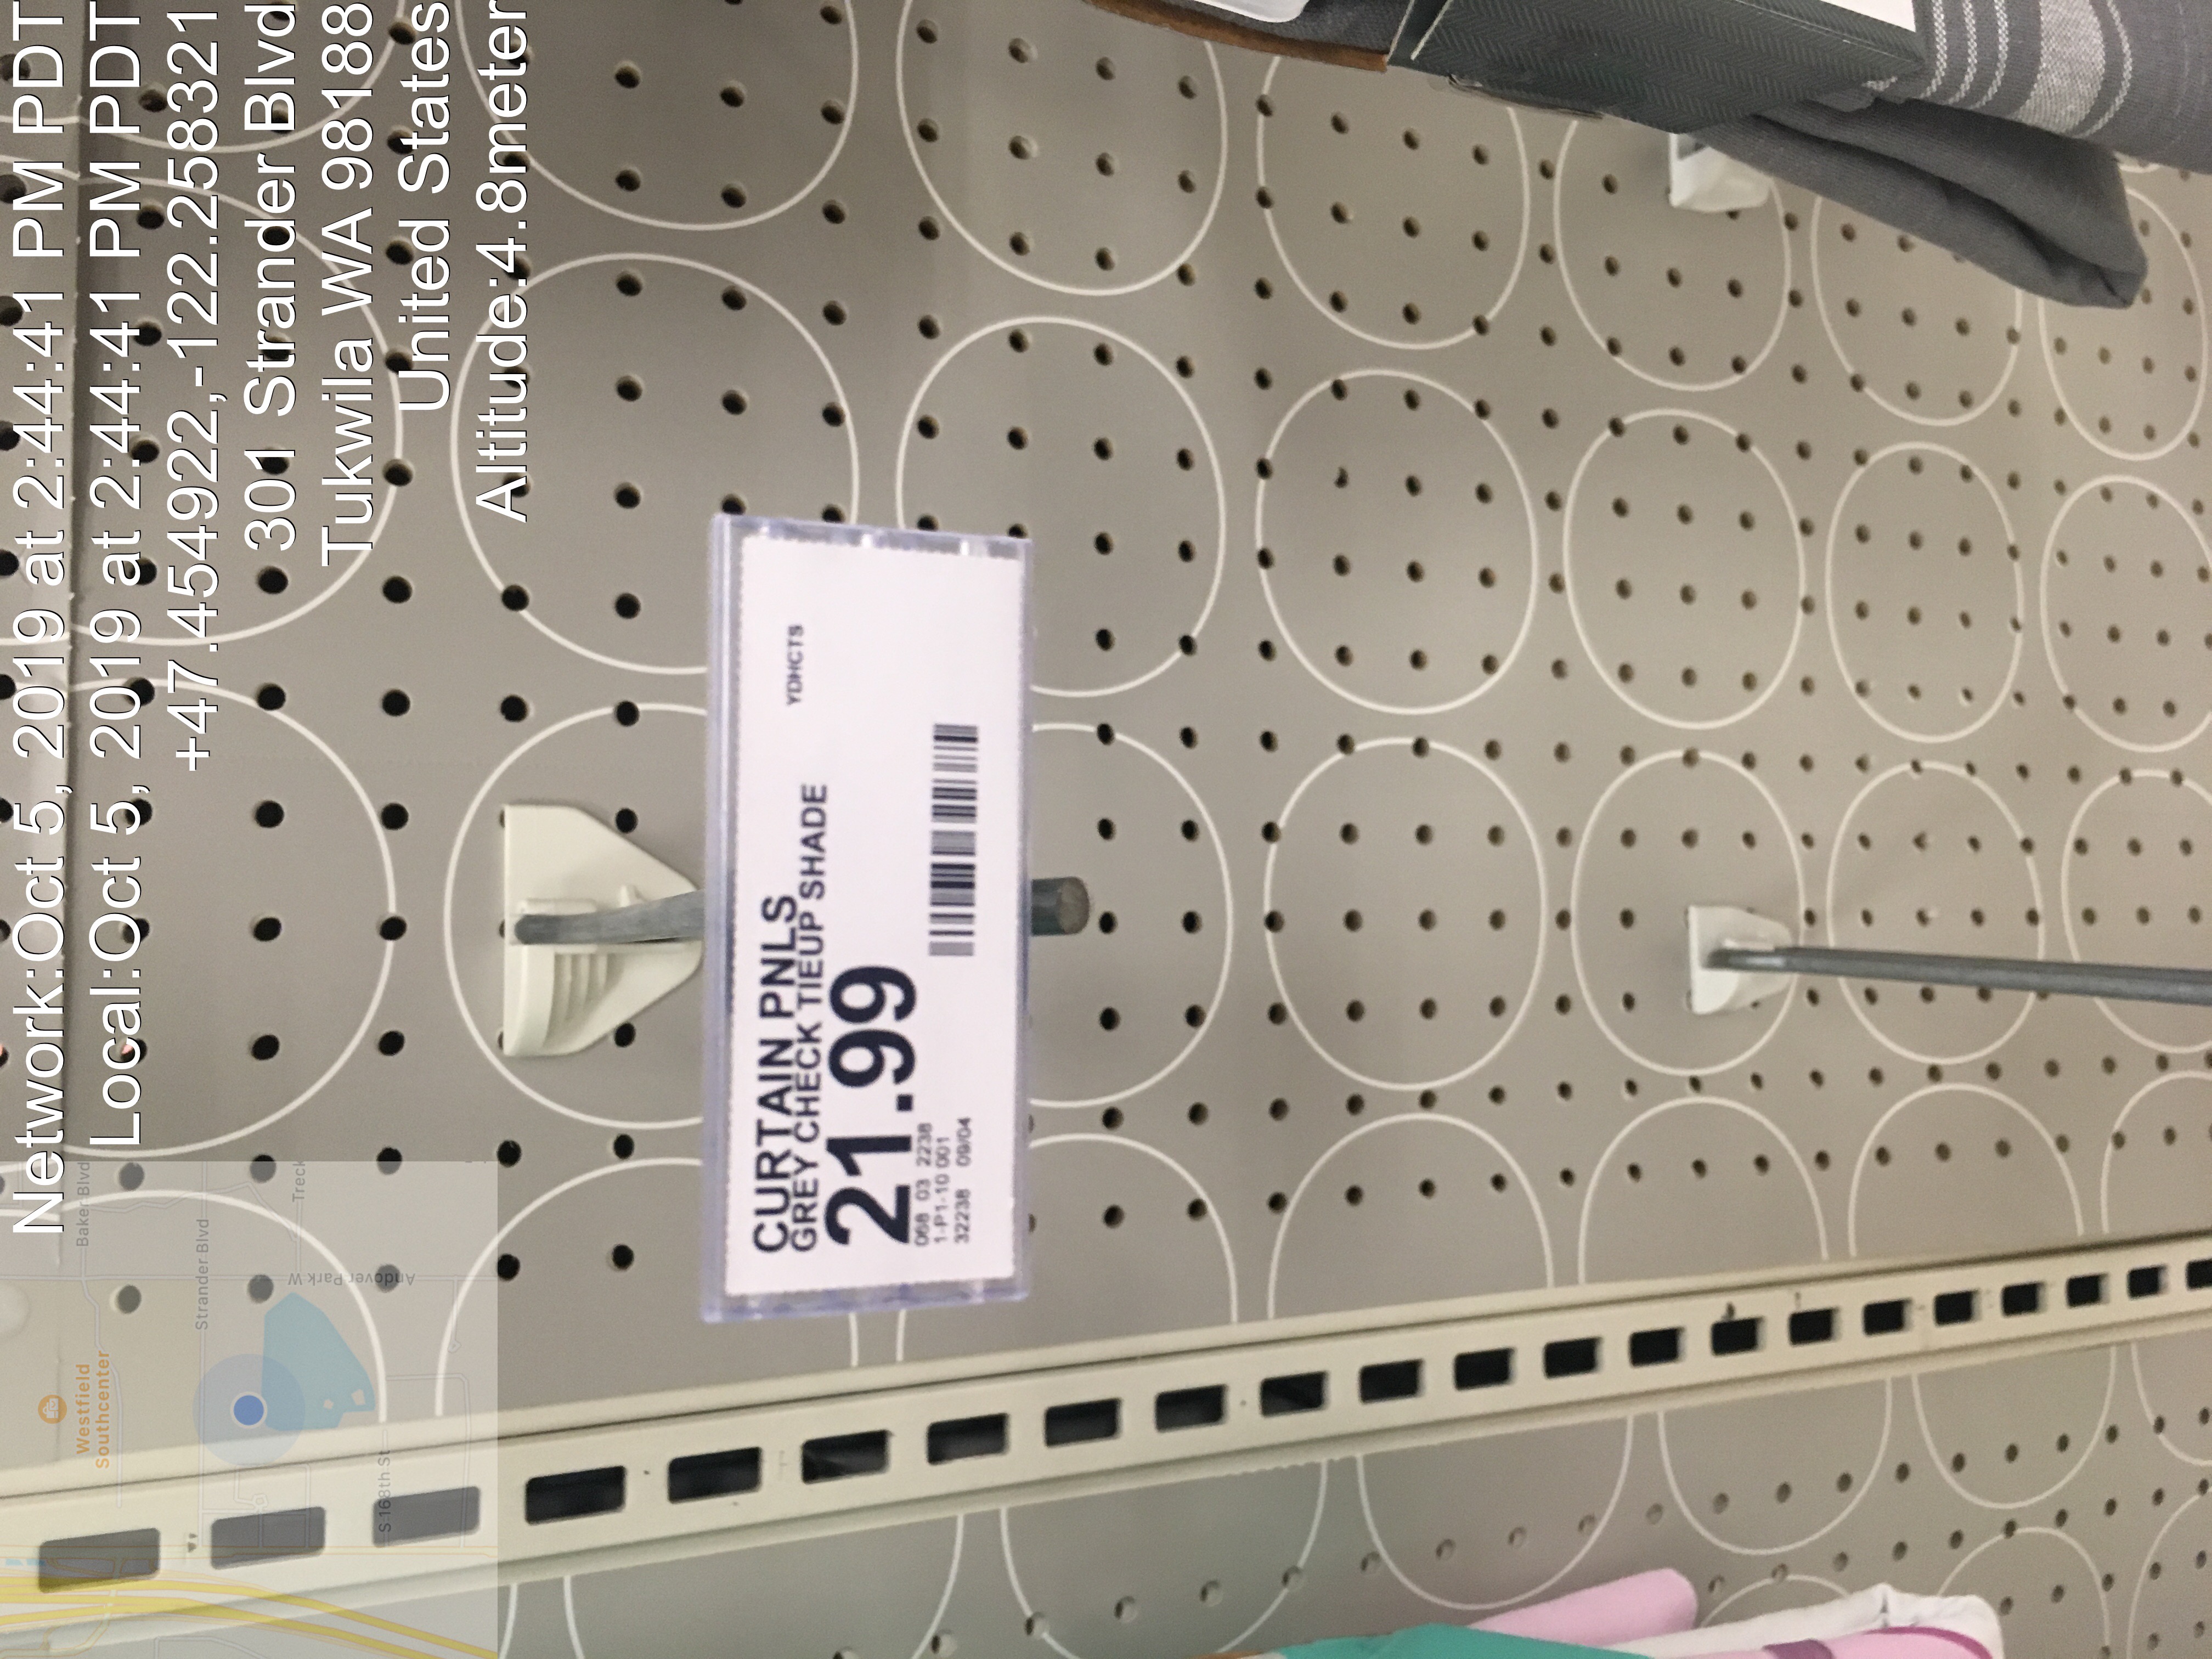 Network:Oct 5, 2019 at 2:44:41 PM PDT
Local:Oct 5, 2019 at 2:44:41 PM PDT
+47.454922,-122.258321
301 Strander Blvd
Tukwila WA 98188
United States
Altitude:4.8meter
Westfield
Southcenter
Baker Blvd
Strander Blvd
Treck
Andover Park W
S 168th St
CURTAIN PNLS
GREY CHECK TIEUP SHADE
YDHCTS
21.99
068 03 2238
1-P1-10 001
32238 09/04